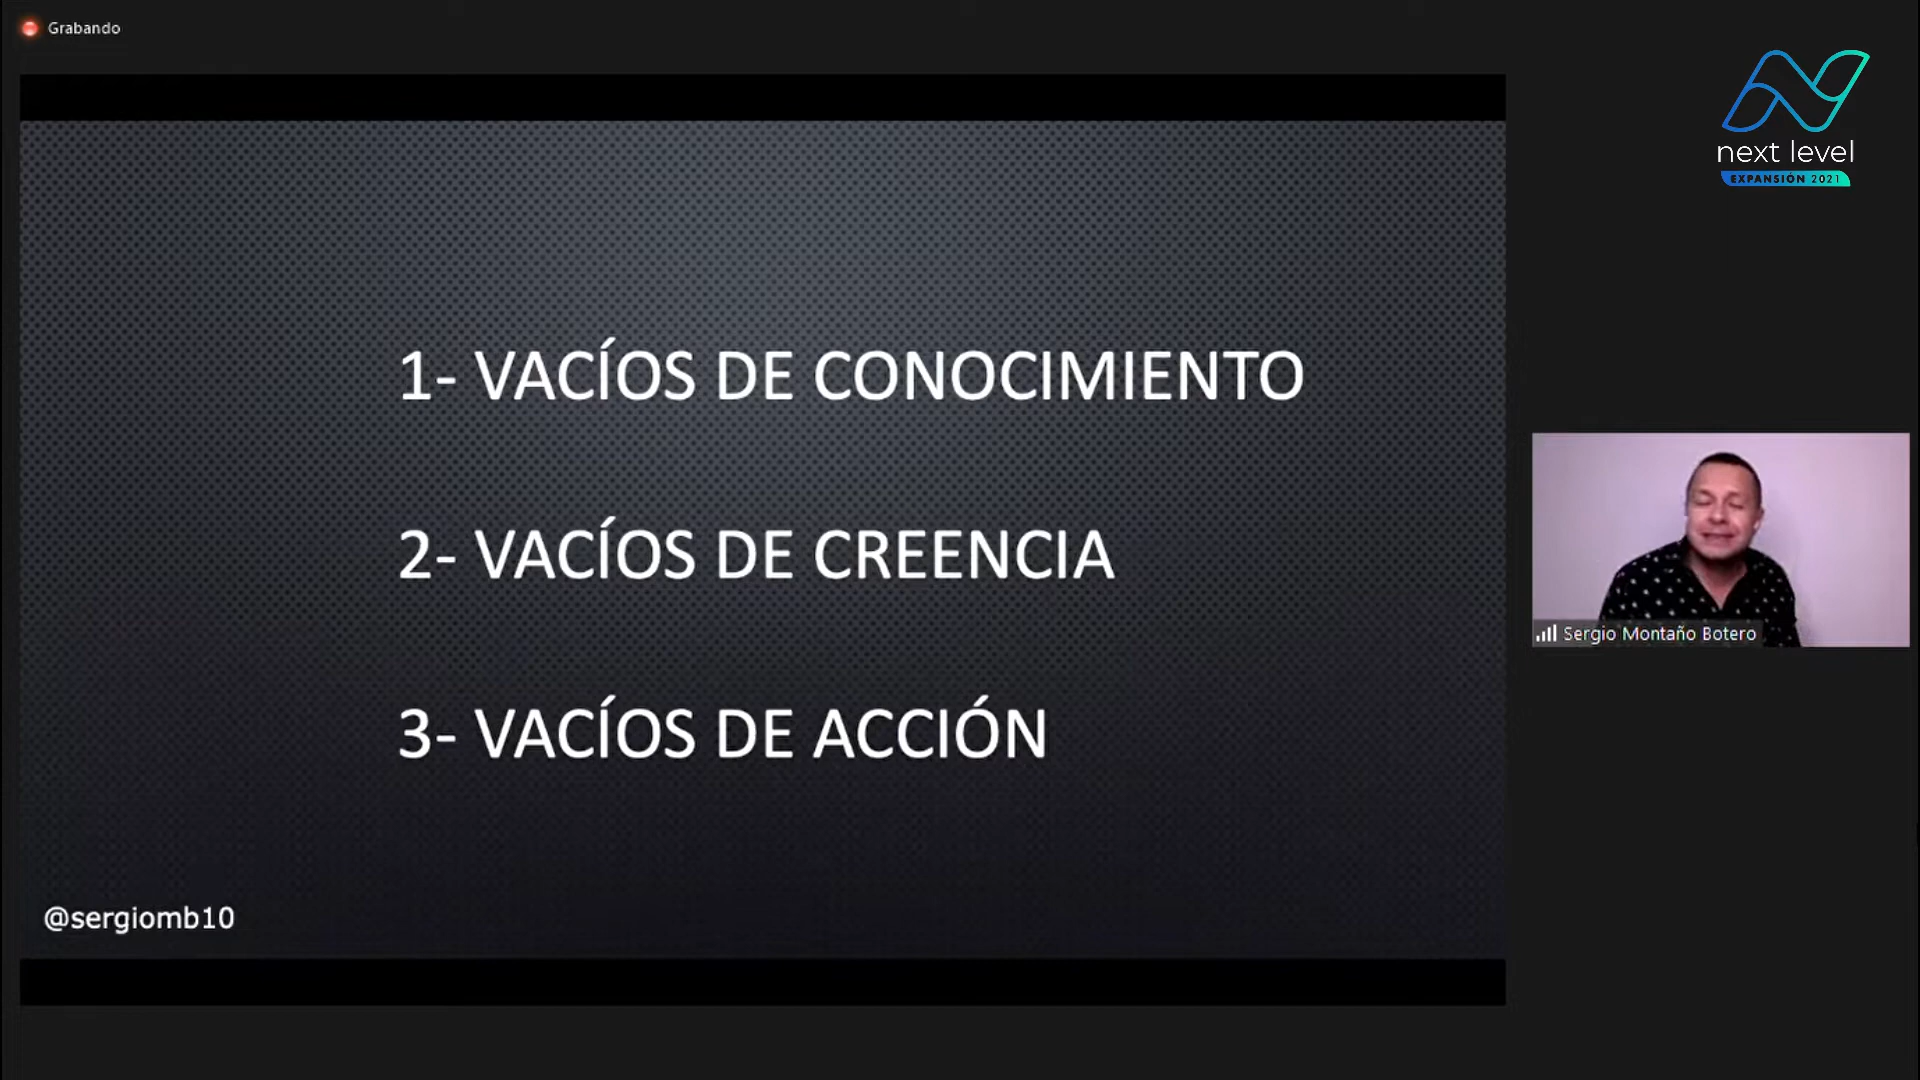 Grabando
next level
EXPANSIÓN 2021
1- VACÍOS DE CONOCIMIENTO
2- VACÍOS DE CREENCIA
3- VACÍOS DE ACCIÓN
Sergio Montaño Botero
@sergiomb10